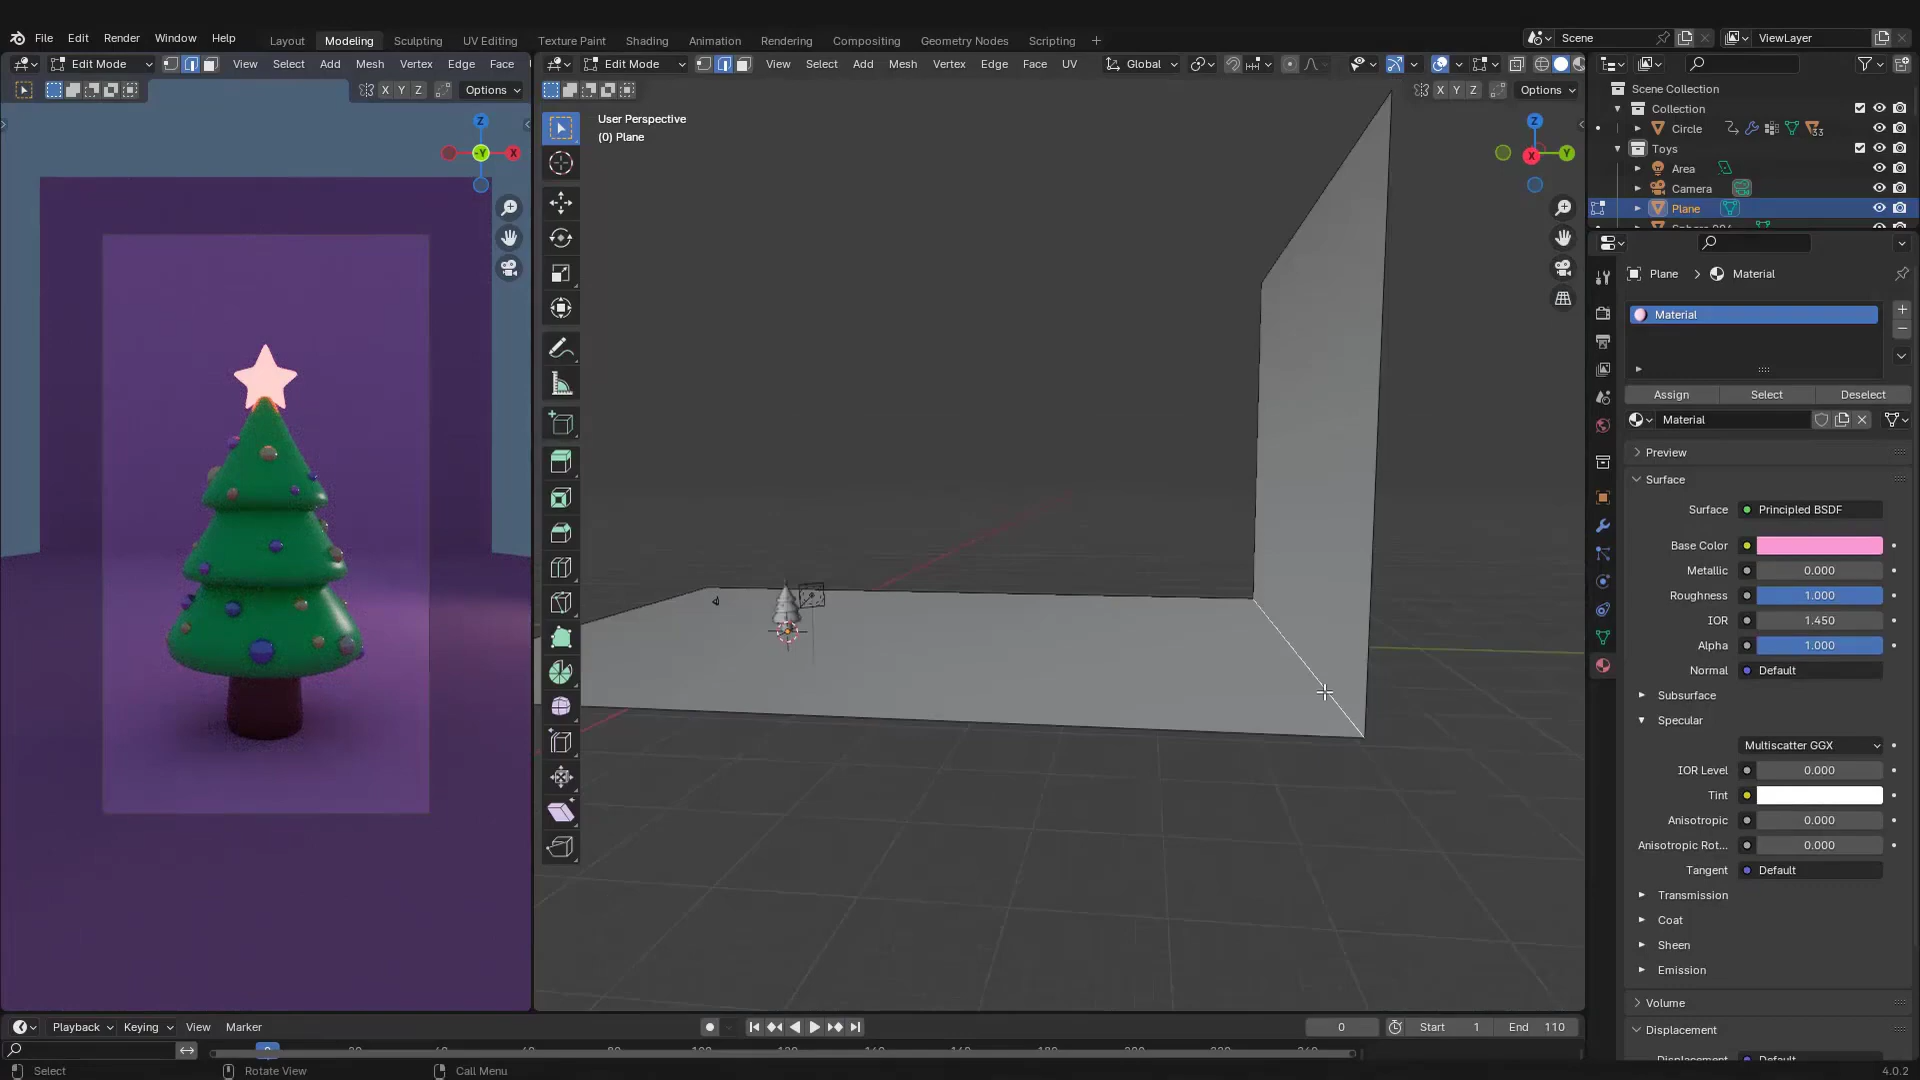 File Edit Render Window Help Layout Modeling Sculpting UV Editing Texture Paint Shading Animation Rendering Compositing Geometry Nodes Scripting + Scene ViewLayer
Edit Mode View Select Add Mesh Vertex Edge Face
Edit Mode View Select Add Mesh Vertex Edge Face UV Global
X Y Z Options
X Y Z Options
Scene Collection
Collection
Circle 33
Toys
Area
Camera
Plane
Z
Y X
User Perspective
(0) Plane
Z
X Y
Plane > Material
Material
Assign Select Deselect
Material
Preview
Surface
Surface Principled BSDF
Base Color
Metallic 0.000
Roughness 1.000
IOR 1.450
Alpha 1.000
Normal Default
Subsurface
Specular
Multiscatter GGX
IOR Level 0.000
Tint
Anisotropic 0.000
Anisotropic Rot... 0.000
Tangent Default
Transmission
Coat
Sheen
Emission
Volume
Displacement
Playback Keying View Marker 0 Start 1 End 110
Select Rotate View Call Menu 4.0.2